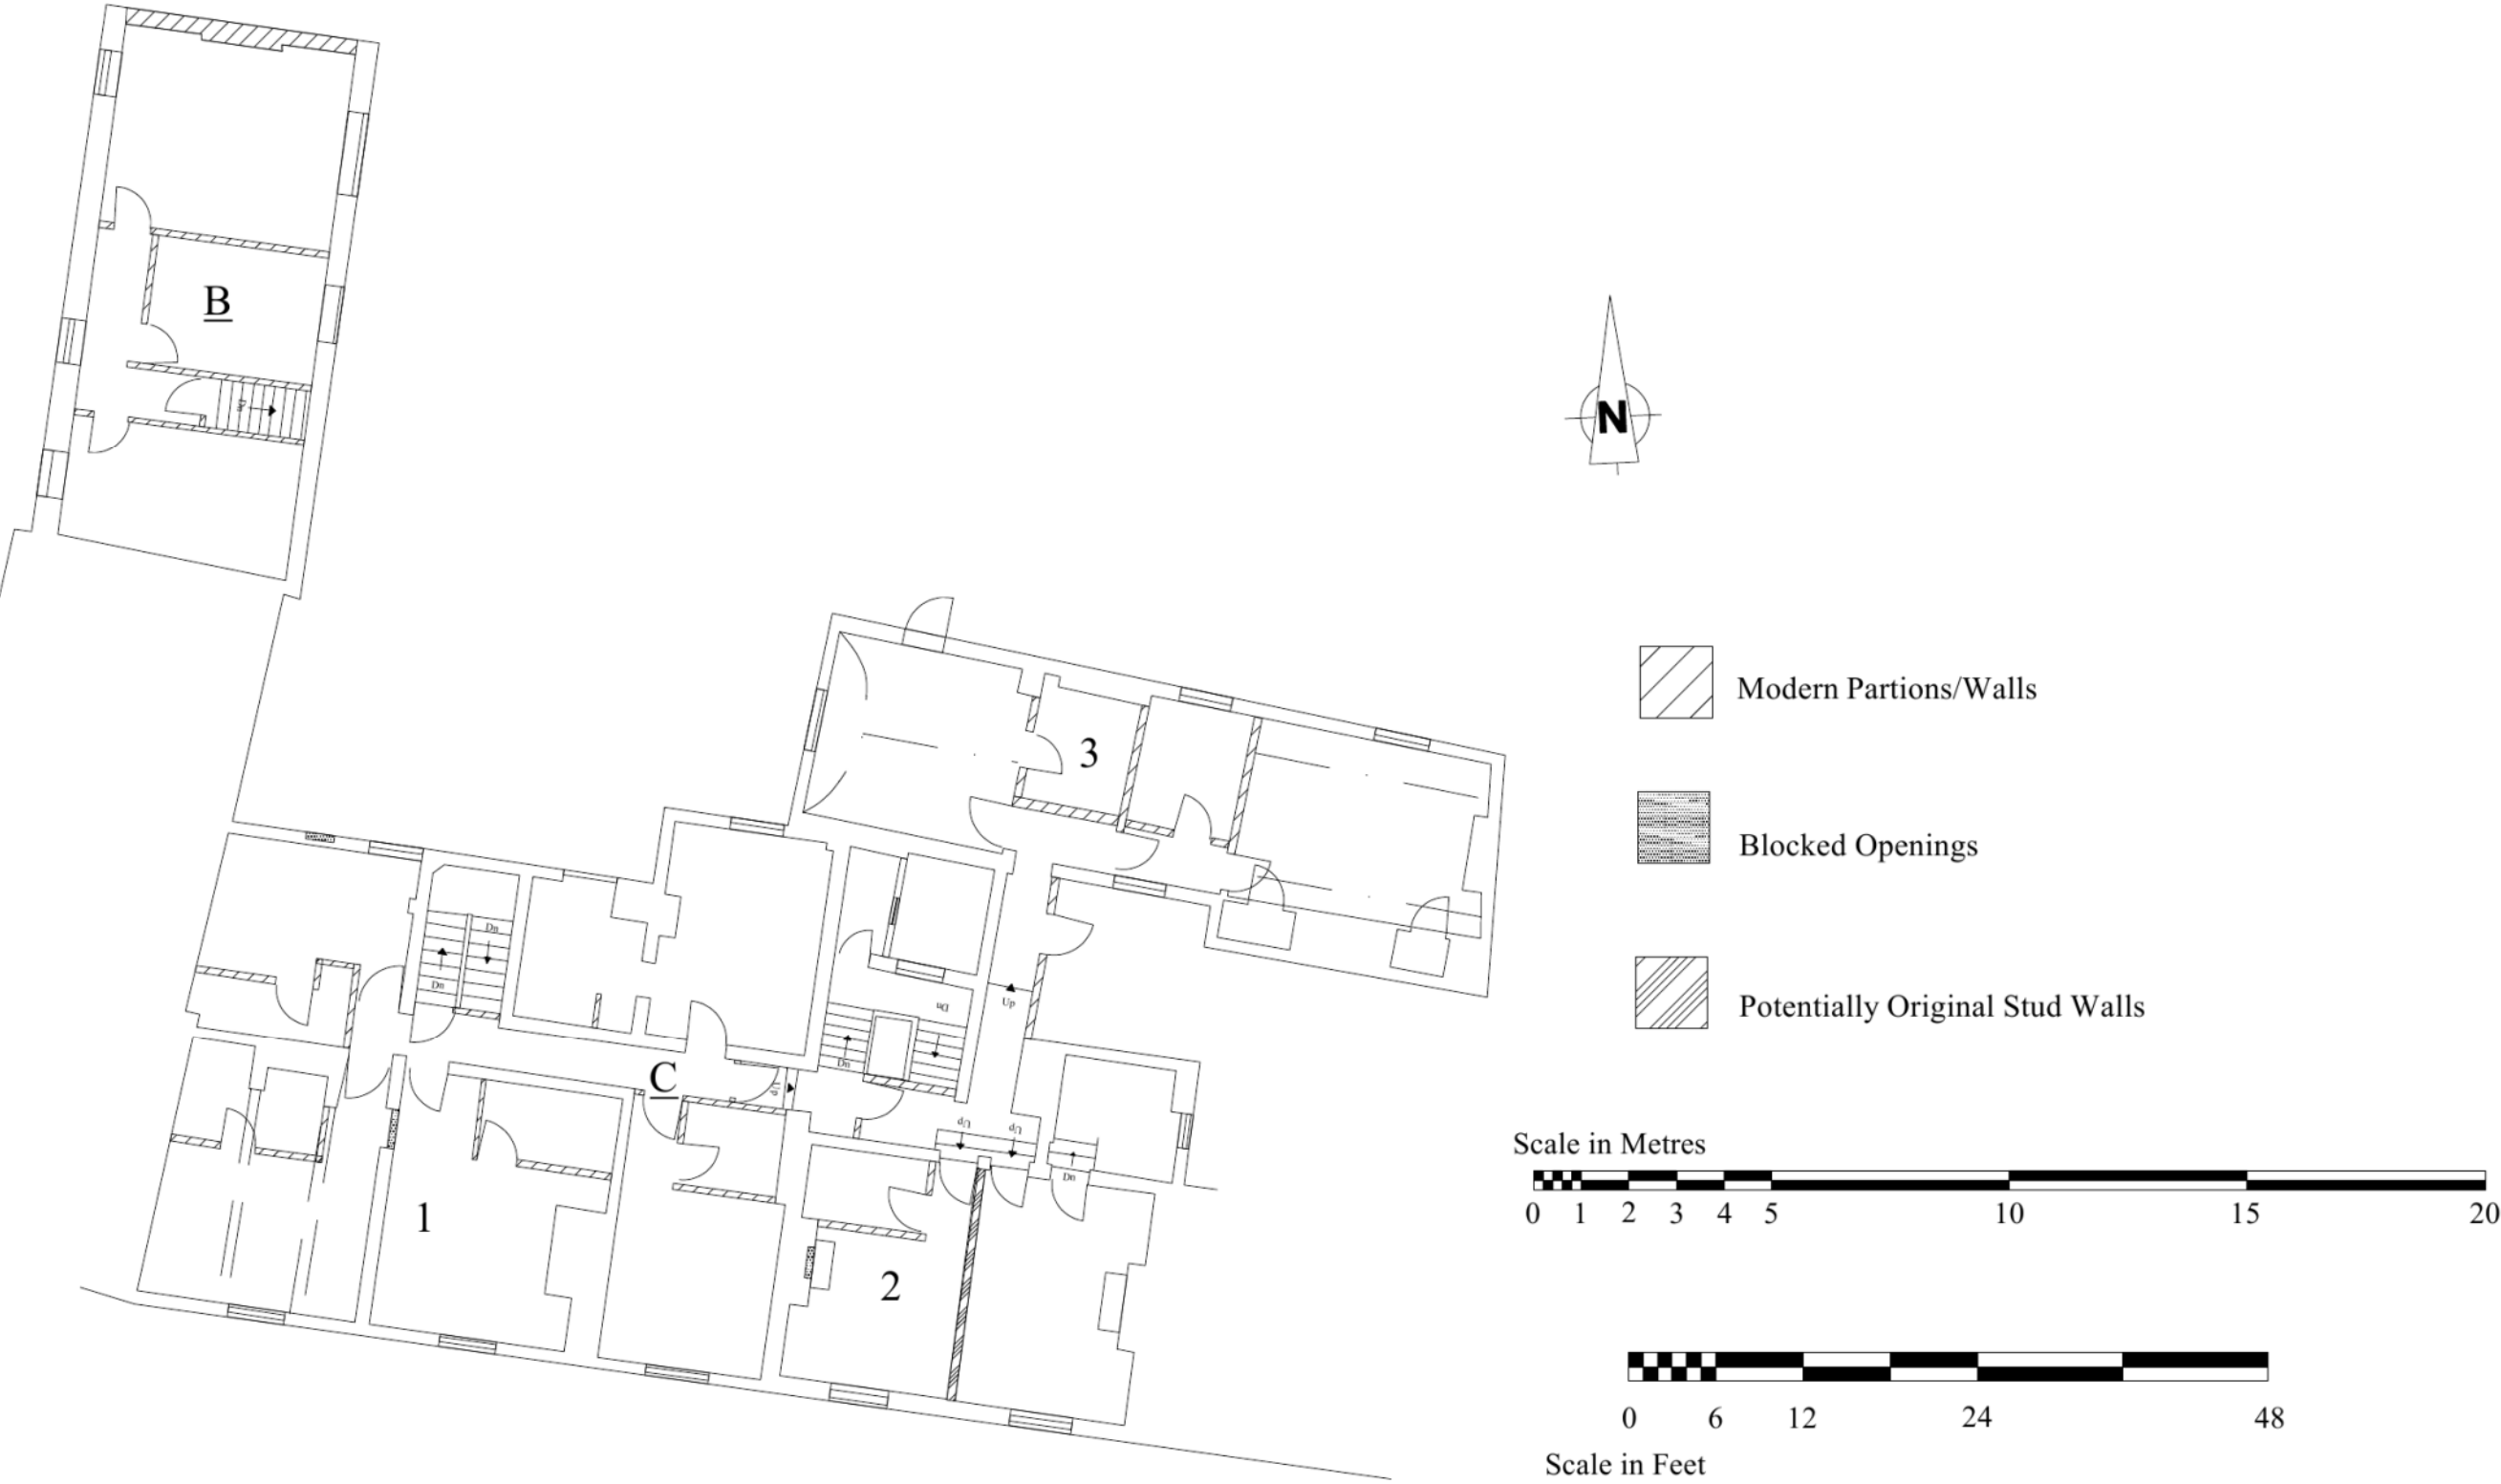 B
Dn
N
3
Modern Partions/Walls
Blocked Openings
Potentially Original Stud Walls
Dn
Dn
Dn
Up
Dn
C
Up
Up
Up
Dn
1
2
Scale in Metres
0 1 2 3 4 5 10 15 20
0 6 12 24 48
Scale in Feet